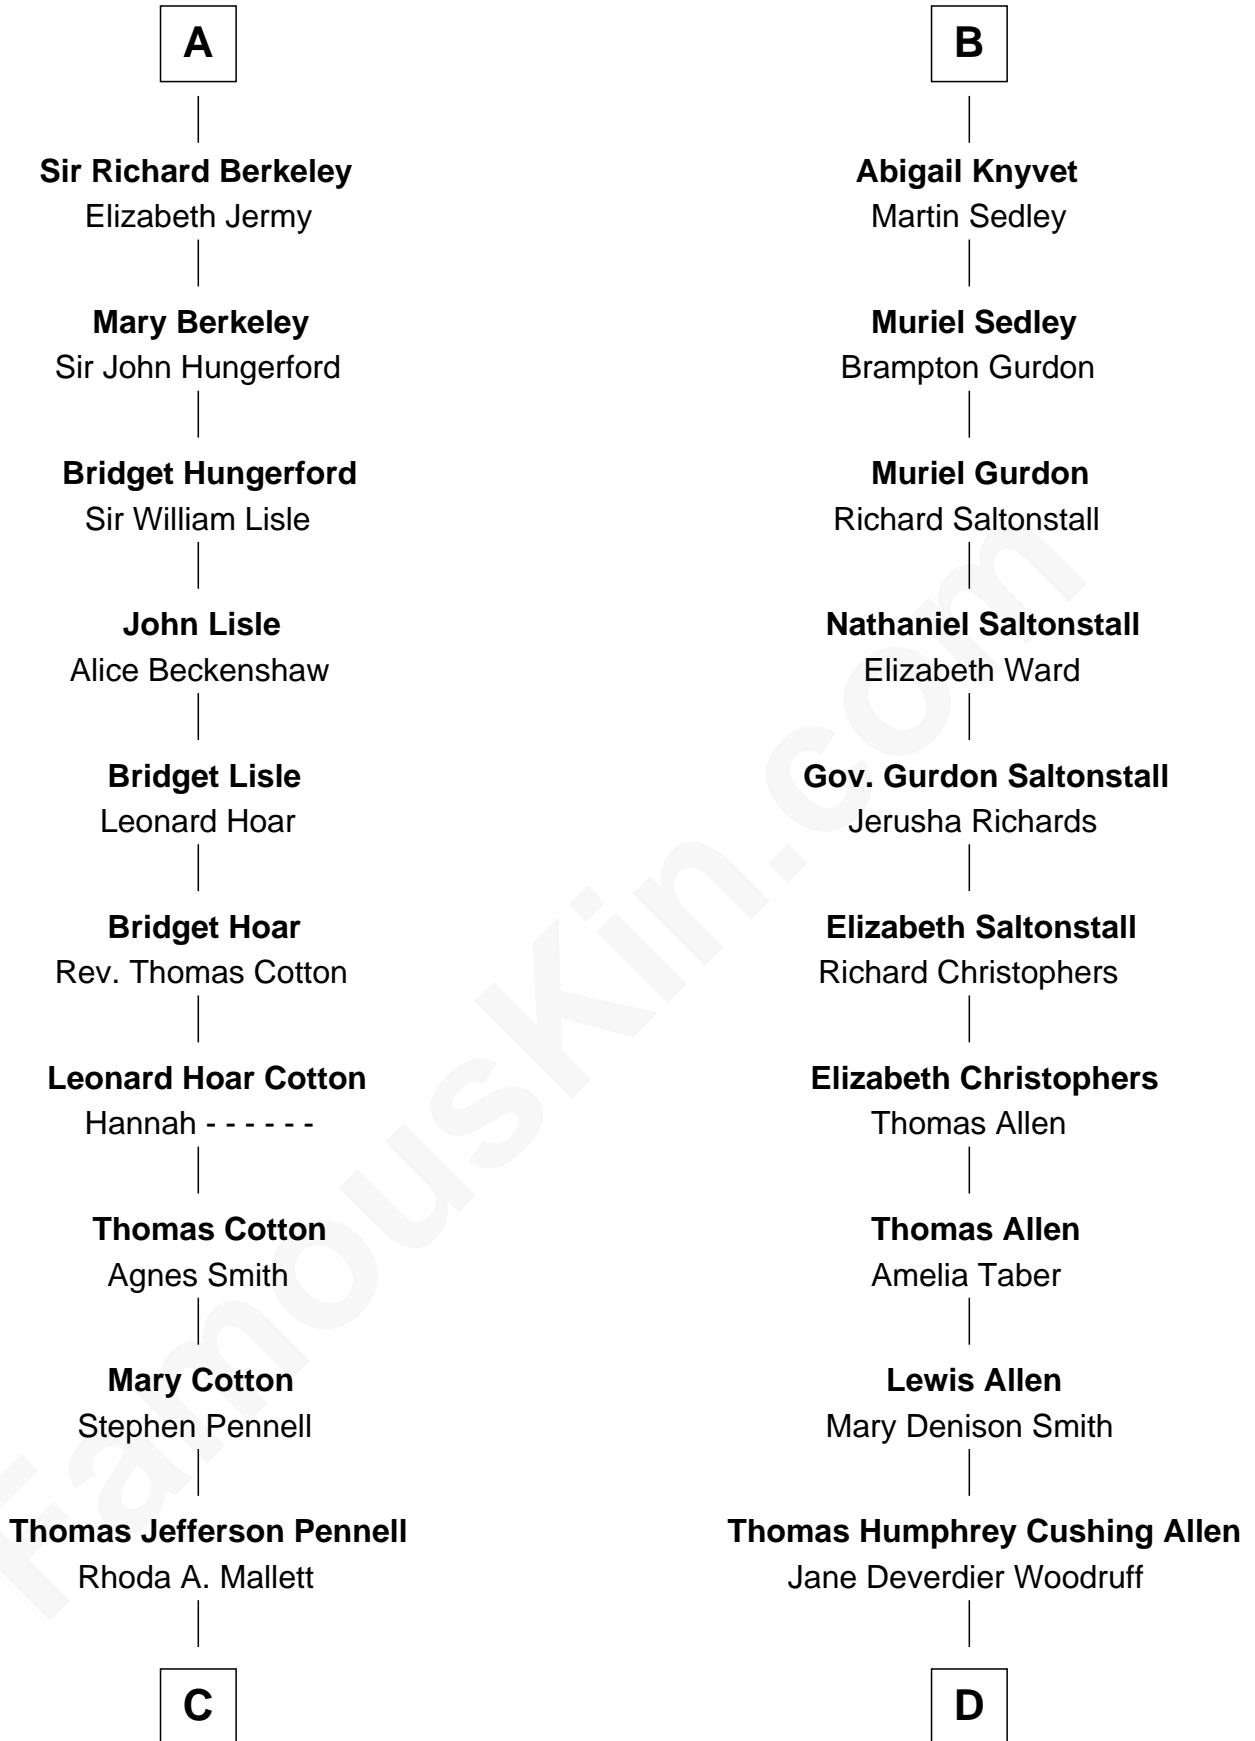 A
Sir Richard Berkeley
Elizabeth Jermy
Mary Berkeley
Sir John Hungerford
Bridget Hungerford
Sir William Lisle
John Lisle
Alice Beckenshaw
Bridget Lisle
Leonard Hoar
Bridget Hoar
Rev. Thomas Cotton
Leonard Hoar Cotton
Hannah - - - - - -
Thomas Cotton
Agnes Smith
Mary Cotton
Stephen Pennell
Thomas Jefferson Pennell
Rhoda A. Mallett
C
B
Abigail Knyvet
Martin Sedley
Muriel Sedley
Brampton Gurdon
Muriel Gurdon
Richard Saltonstall
Nathaniel Saltonstall
Elizabeth Ward
Gov. Gurdon Saltonstall
Jerusha Richards
Elizabeth Saltonstall
Richard Christophers
Elizabeth Christophers
Thomas Allen
Thomas Allen
Amelia Taber
Lewis Allen
Mary Denison Smith
Thomas Humphrey Cushing Allen
Jane Deverdier Woodruff
D
FamousKin.com